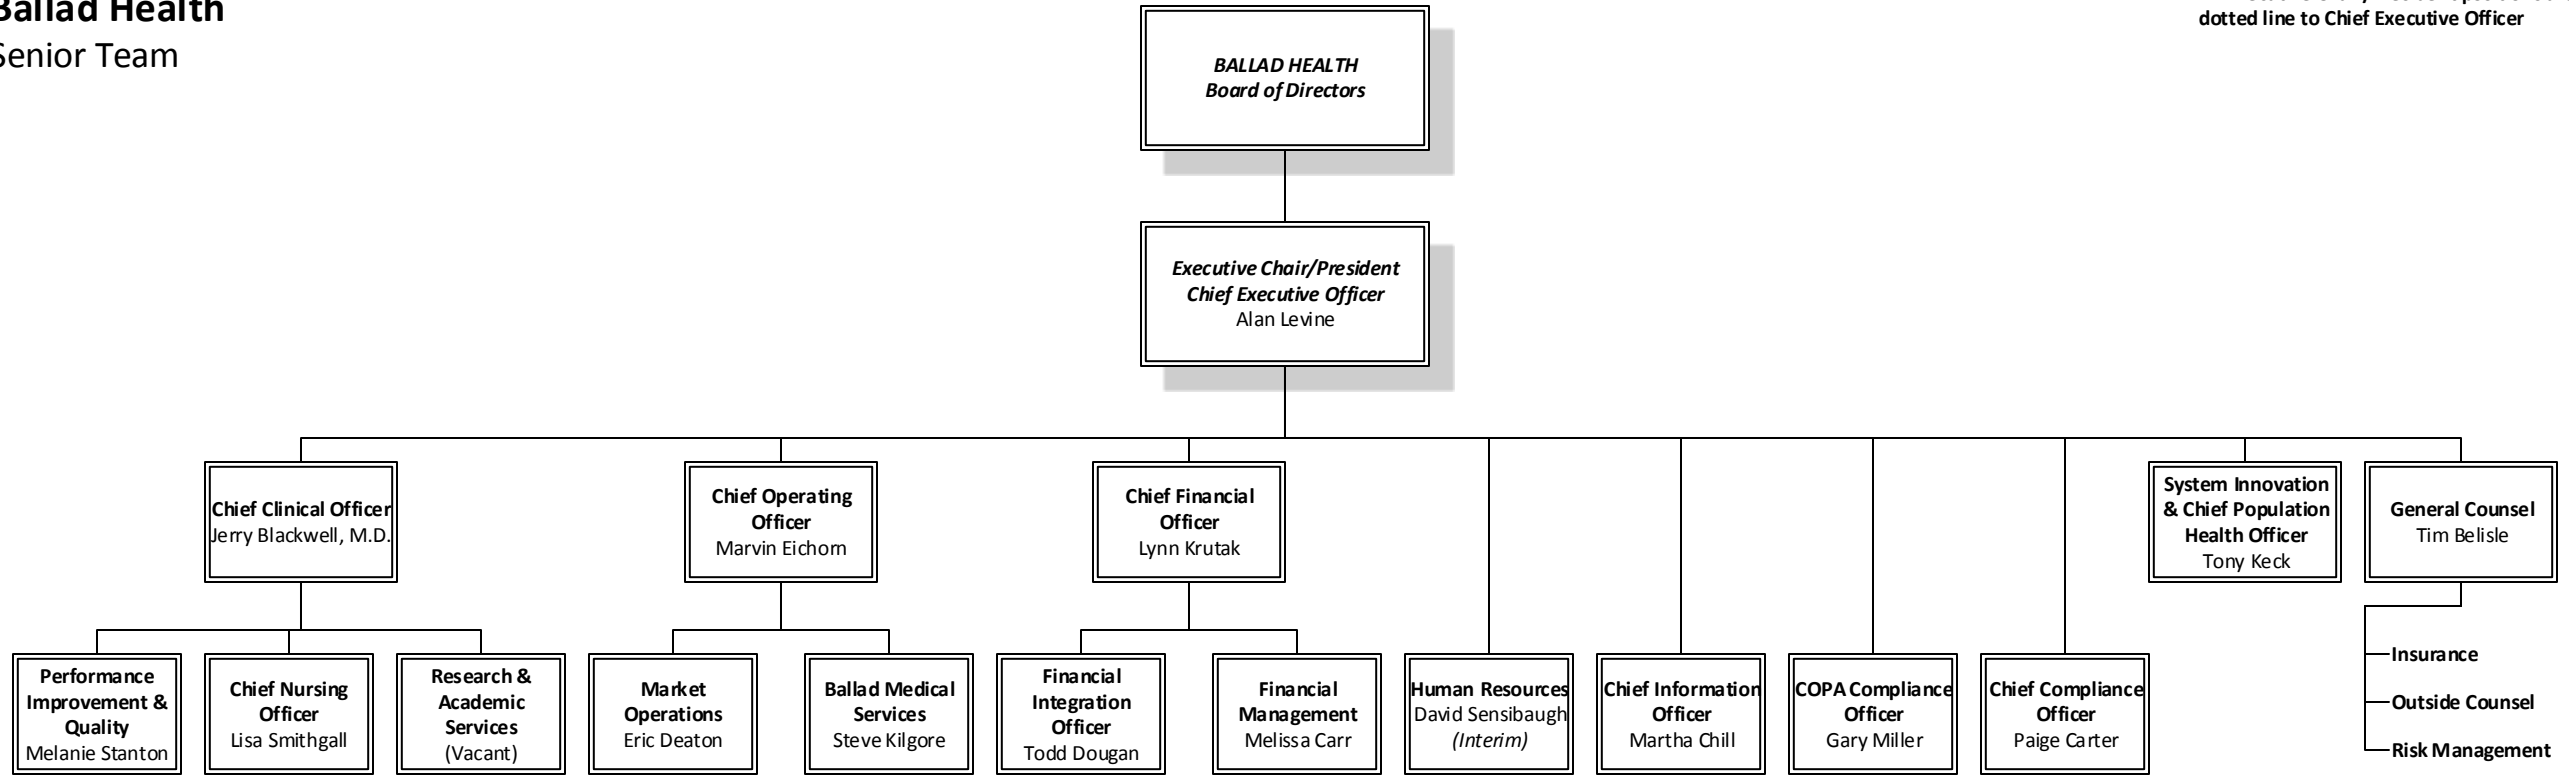 Ballad Health
Senior Team
dotted line to Chief Executive Officer
BALLAD HEALTH
Board of Directors
Executive Chair/President
Chief Executive Officer
Alan Levine
Chief Clinical Officer
Jerry Blackwell, M.D.
Chief Operating
Officer
Marvin Eichorn
Chief Financial
Officer
Lynn Krutak
System Innovation
& Chief Population
Health Officer
Tony Keck
General Counsel
Tim Belisle
Performance
Improvement &
Quality
Melanie Stanton
Chief Nursing
Officer
Lisa Smithgall
Research &
Academic
Services
(Vacant)
Market
Operations
Eric Deaton
Ballad Medical
Services
Steve Kilgore
Financial
Integration
Officer
Todd Dougan
Financial
Management
Melissa Carr
Human Resources
David Sensibaugh
(Interim)
Chief Information
Officer
Martha Chill
COPA Compliance
Officer
Gary Miller
Chief Compliance
Officer
Paige Carter
Insurance
Outside Counsel
Risk Management